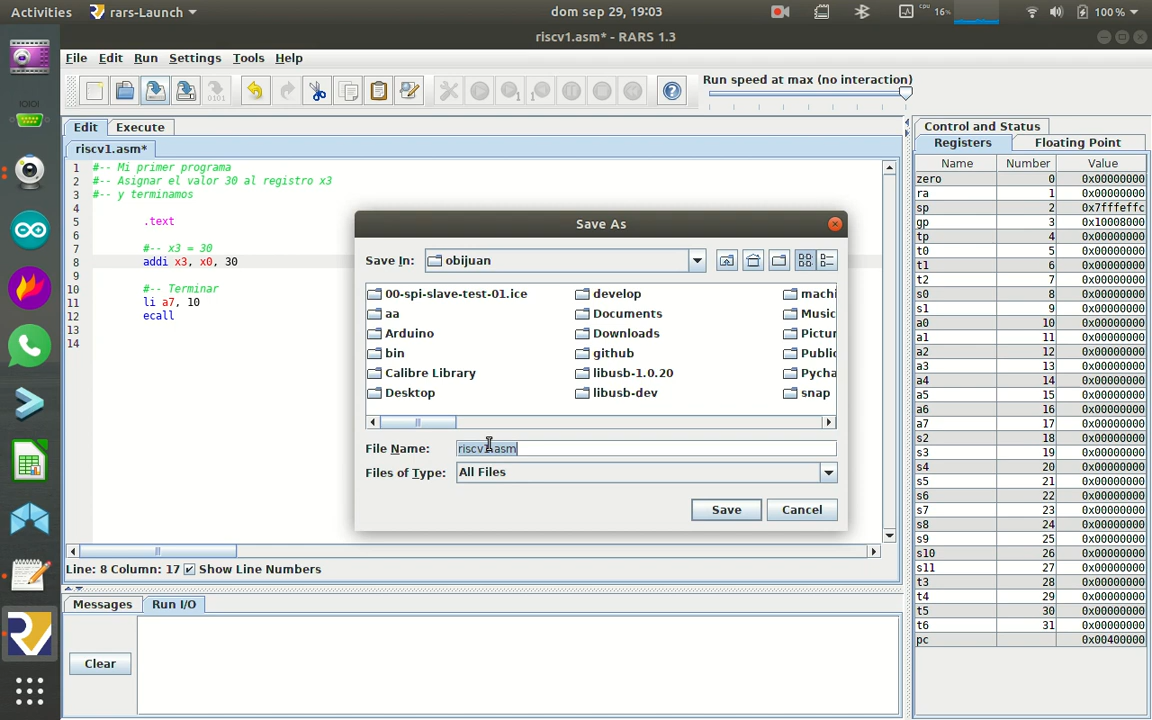 Activities rars-Launch dom sep 29, 19:03 cpu 16% 100%
riscv1.asm* - RARS 1.3
File Edit Run Settings Tools Help
Run speed at max (no interaction)
Edit Execute
riscv1.asm*
1 #-- Mi primer programa
2 #-- Asignar el valor 30 al registro x3
3 #-- y terminamos
4
5 .text
6
7 #-- x3 = 30
8 addi x3, x0, 30
9
10 #-- Terminar
11 li a7, 10
12 ecall
13
14
Line: 8 Column: 17 Show Line Numbers
Messages Run I/O
Clear
Save As
Save In: obijuan
00-spi-slave-test-01.ice develop machi
aa Documents Music
Arduino Downloads Pictur
bin github Public
Calibre Library libusb-1.0.20 Pycha
Desktop libusb-dev snap
File Name: riscv1.asm
Files of Type: All Files
Save Cancel
Control and Status
Registers Floating Point
Name Number Value
zero 0 0x00000000
ra 1 0x00000000
sp 2 0x7fffeffc
gp 3 0x10008000
tp 4 0x00000000
t0 5 0x00000000
t1 6 0x00000000
t2 7 0x00000000
s0 8 0x00000000
s1 9 0x00000000
a0 10 0x00000000
a1 11 0x00000000
a2 12 0x00000000
a3 13 0x00000000
a4 14 0x00000000
a5 15 0x00000000
a6 16 0x00000000
a7 17 0x00000000
s2 18 0x00000000
s3 19 0x00000000
s4 20 0x00000000
s5 21 0x00000000
s6 22 0x00000000
s7 23 0x00000000
s8 24 0x00000000
s9 25 0x00000000
s10 26 0x00000000
s11 27 0x00000000
t3 28 0x00000000
t4 29 0x00000000
t5 30 0x00000000
t6 31 0x00000000
pc 0x00400000